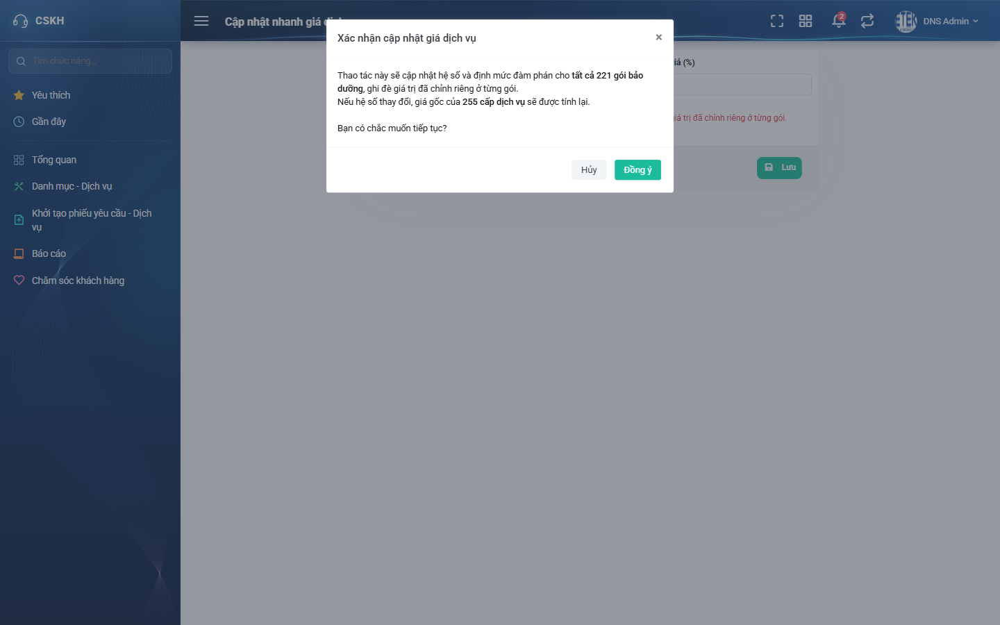 CSKH
Cập nhật nhanh giá
2
DNS Admin
Tìm chức năng...
Yêu thích
Gần đây
Tổng quan
Danh mục - Dịch vụ
Khởi tạo phiếu yêu cầu - Dịch
vụ
Báo cáo
Chăm sóc khách hàng
Xác nhận cập nhật giá dịch vụ
×
Thao tác này sẽ cập nhật hệ số và định mức đàm phán cho tất cả 221 gói bảo
dưỡng, ghi đè giá trị đã chỉnh riêng ở từng gói.
Nếu hệ số thay đổi, giá gốc của 255 cấp dịch vụ sẽ được tính lại.
Bạn có chắc muốn tiếp tục?
Hủy
Đồng ý
giá (%)
giá trị đã chỉnh riêng ở từng gói.
Lưu